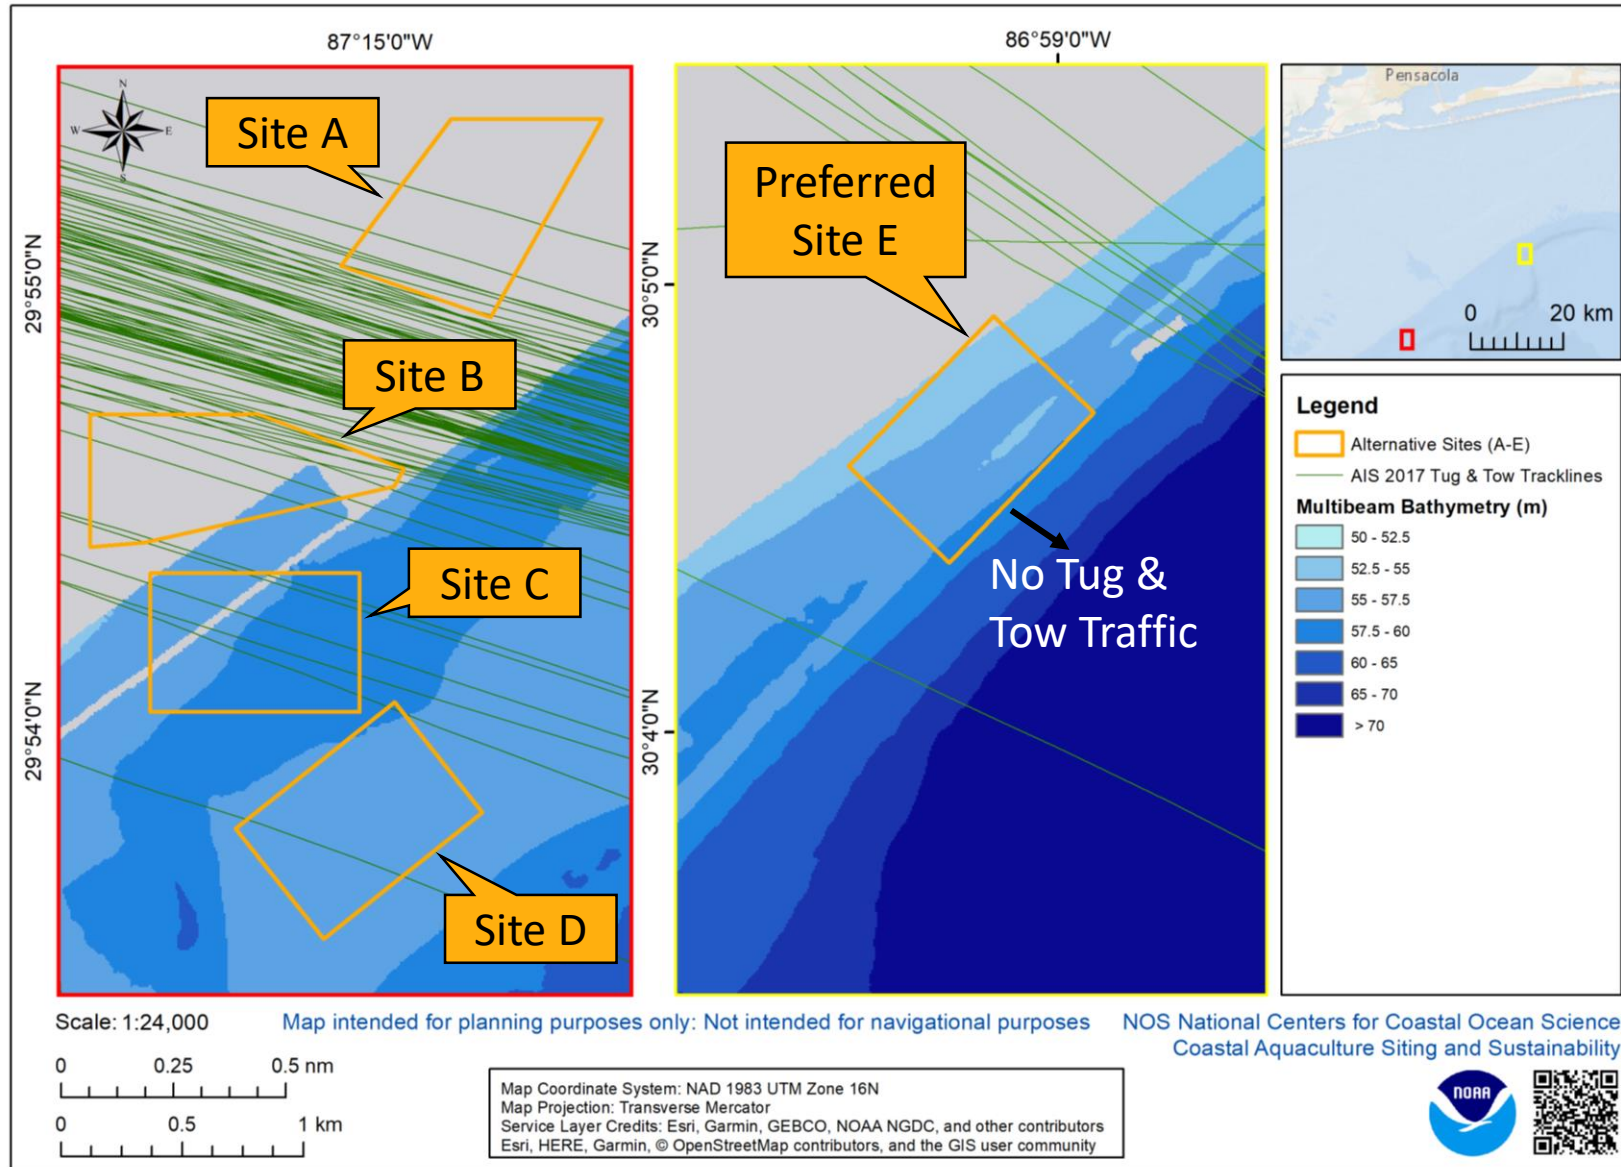 87°15'0"W
86°59'0"W
N
W
E
S
Site A
Site B
Site C
Site D
29°55'0"N
29°54'0"N
30°5'0"N
30°4'0"N
Preferred
Site E
No Tug &
Tow Traffic
Pensacola
0
20 km
Legend
Alternative Sites (A-E)
AIS 2017 Tug & Tow Tracklines
Multibeam Bathymetry (m)
50 - 52.5
52.5 - 55
55 - 57.5
57.5 - 60
60 - 65
65 - 70
> 70
Scale: 1:24,000
Map intended for planning purposes only: Not intended for navigational purposes
NOS National Centers for Coastal Ocean Science
Coastal Aquaculture Siting and Sustainability
0 0.25 0.5 nm
0 0.5 1 km
Map Coordinate System: NAD 1983 UTM Zone 16N
Map Projection: Transverse Mercator
Service Layer Credits: Esri, Garmin, GEBCO, NOAA NGDC, and other contributors
Esri, HERE, Garmin, © OpenStreetMap contributors, and the GIS user community
NOAA